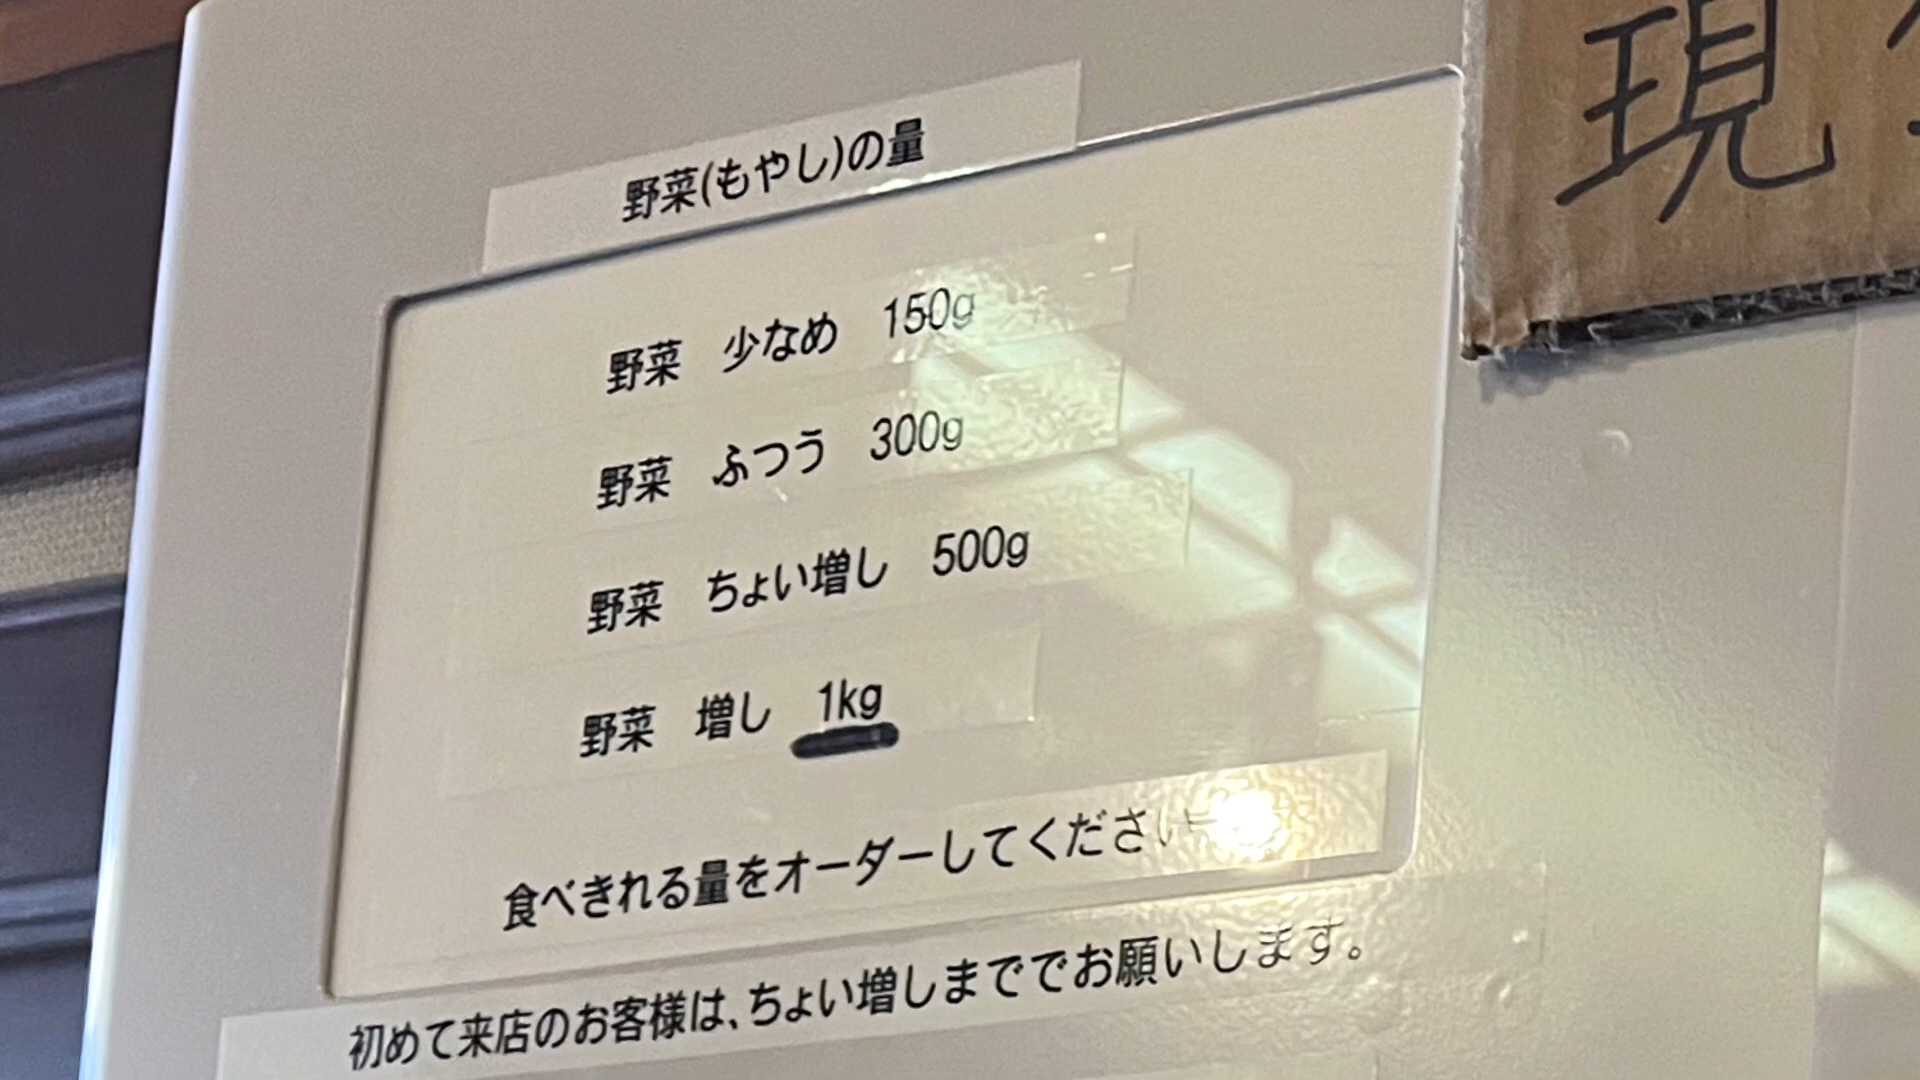 野菜(もやし)の量
野菜 少なめ 150g
野菜 ふつう 300g
野菜 ちょい増し 500g
野菜 増し 1kg
食べきれる量をオーダーしてください
初めて来店のお客様は、ちょい増しまででお願いします。
現